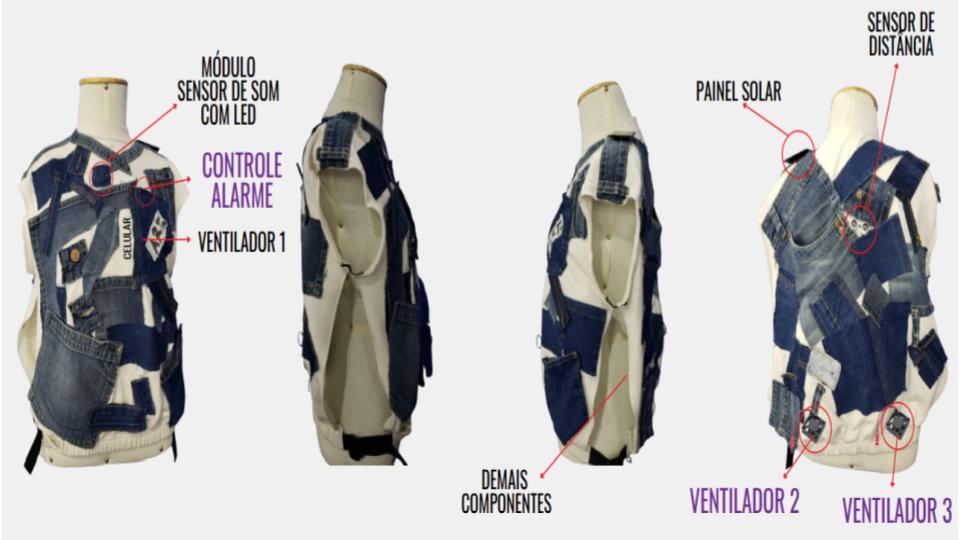 MÓDULO
SENSOR DE SOM
COM LED
CONTROLE
ALARME
CELULAR
VENTILADOR 1
DEMAIS
COMPONENTES
PAINEL SOLAR
SENSOR DE
DISTÂNCIA
VENTILADOR 2
VENTILADOR 3